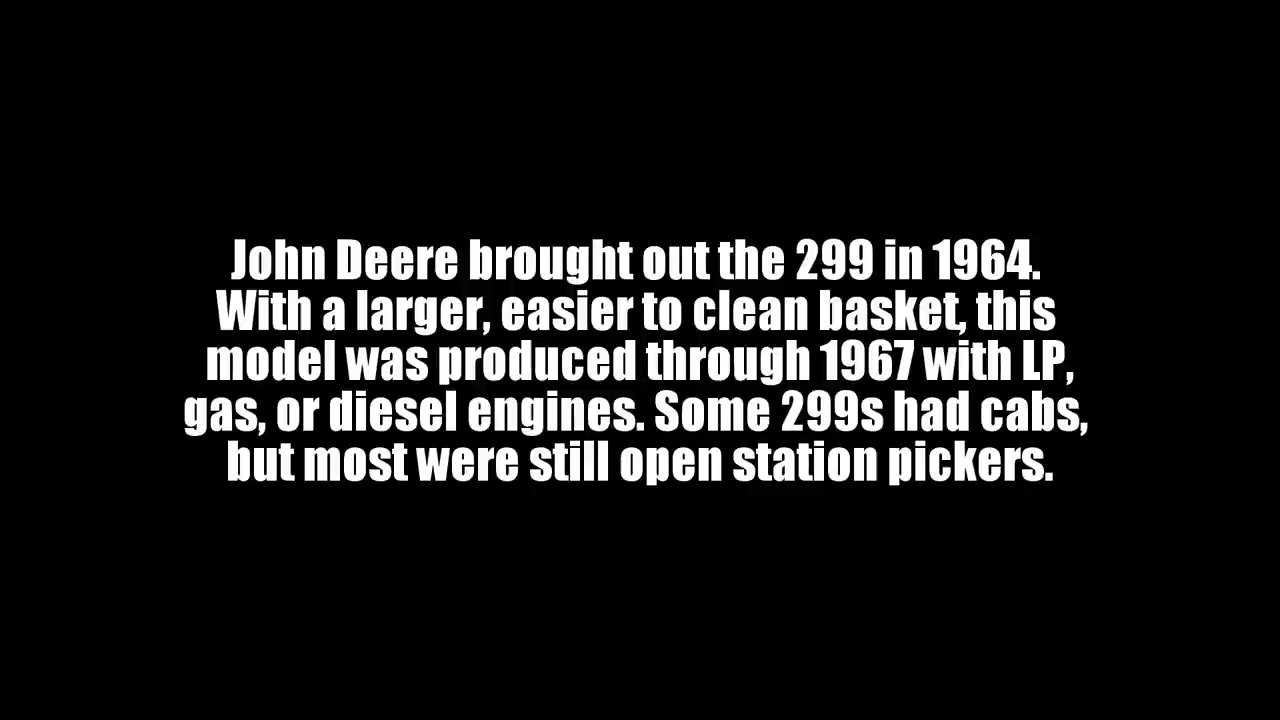 John Deere brought out the 299 in 1964.
With a larger, easier to clean basket, this
model was produced through 1967 with LP,
gas, or diesel engines. Some 299s had cabs,
but most were still open station pickers.